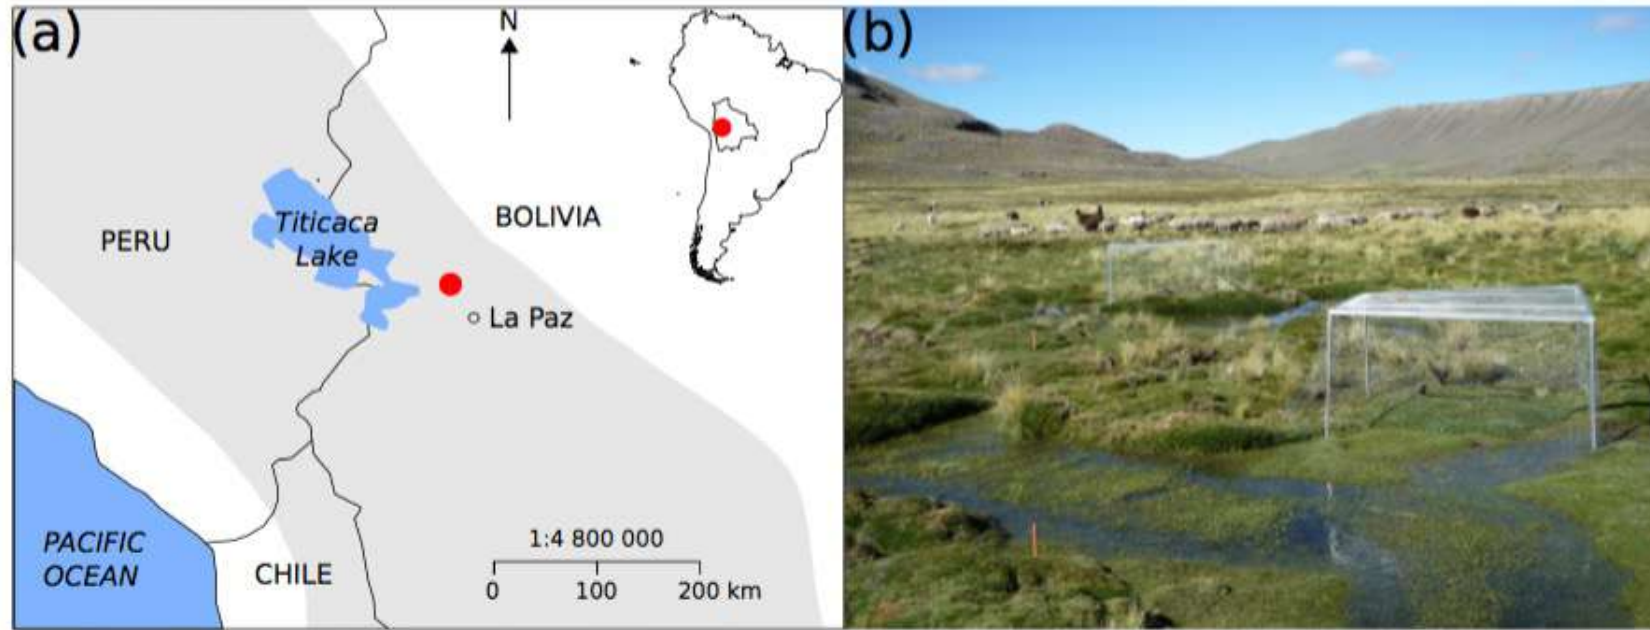 (a)
N
PERU
Titicaca
Lake
BOLIVIA
La Paz
1:4 800 000
0 100 200 km
PACIFIC
OCEAN
CHILE
(b)